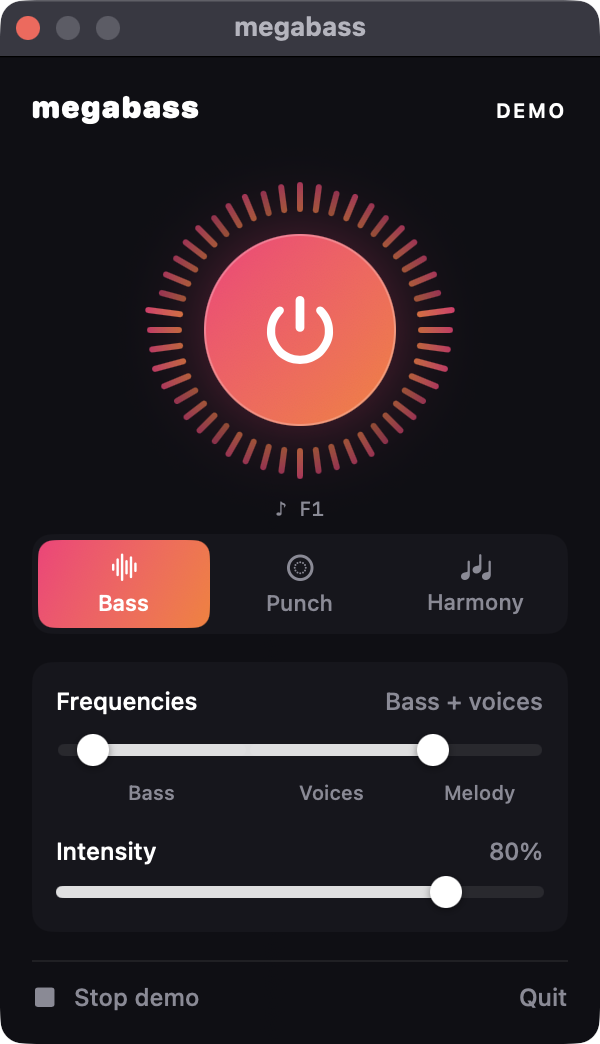 megabass
megabass
DEMO
♪ F1
Bass
Punch
Harmony
Frequencies
Bass + voices
Bass
Voices
Melody
Intensity
80%
Stop demo
Quit